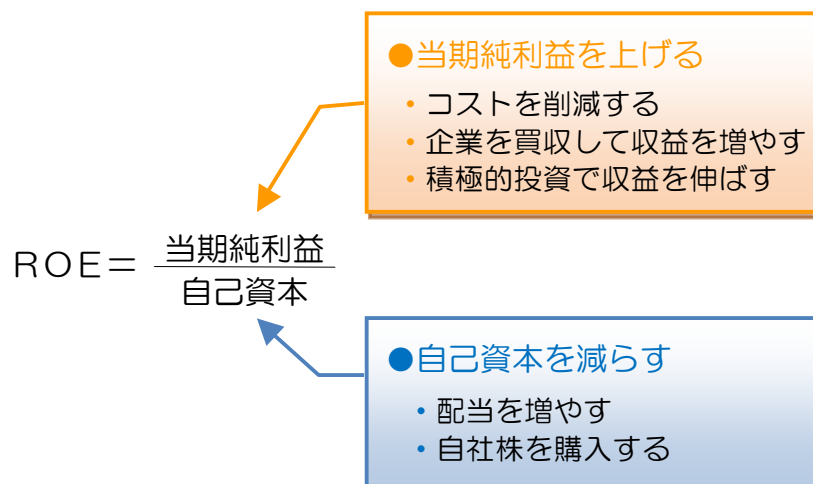 ●当期純利益を上げる
・コストを削減する
・企業を買収して収益を増やす
・積極的投資で収益を伸ばす
ROE＝ 当期純利益
自己資本
●自己資本を減らす
・配当を増やす
・自社株を購入する